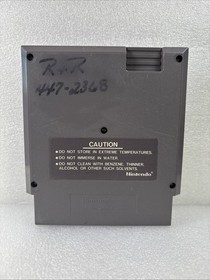 R&R
447-2368
CAUTION
▸DO NOT STORE IN EXTREME TEMPERATURES.
▸DO NOT IMMERSE IN WATER.
▸DO NOT CLEAN WITH BENZENE, THINNER,
ALCOHOL OR OTHER SUCH SOLVENTS.
Nintendo